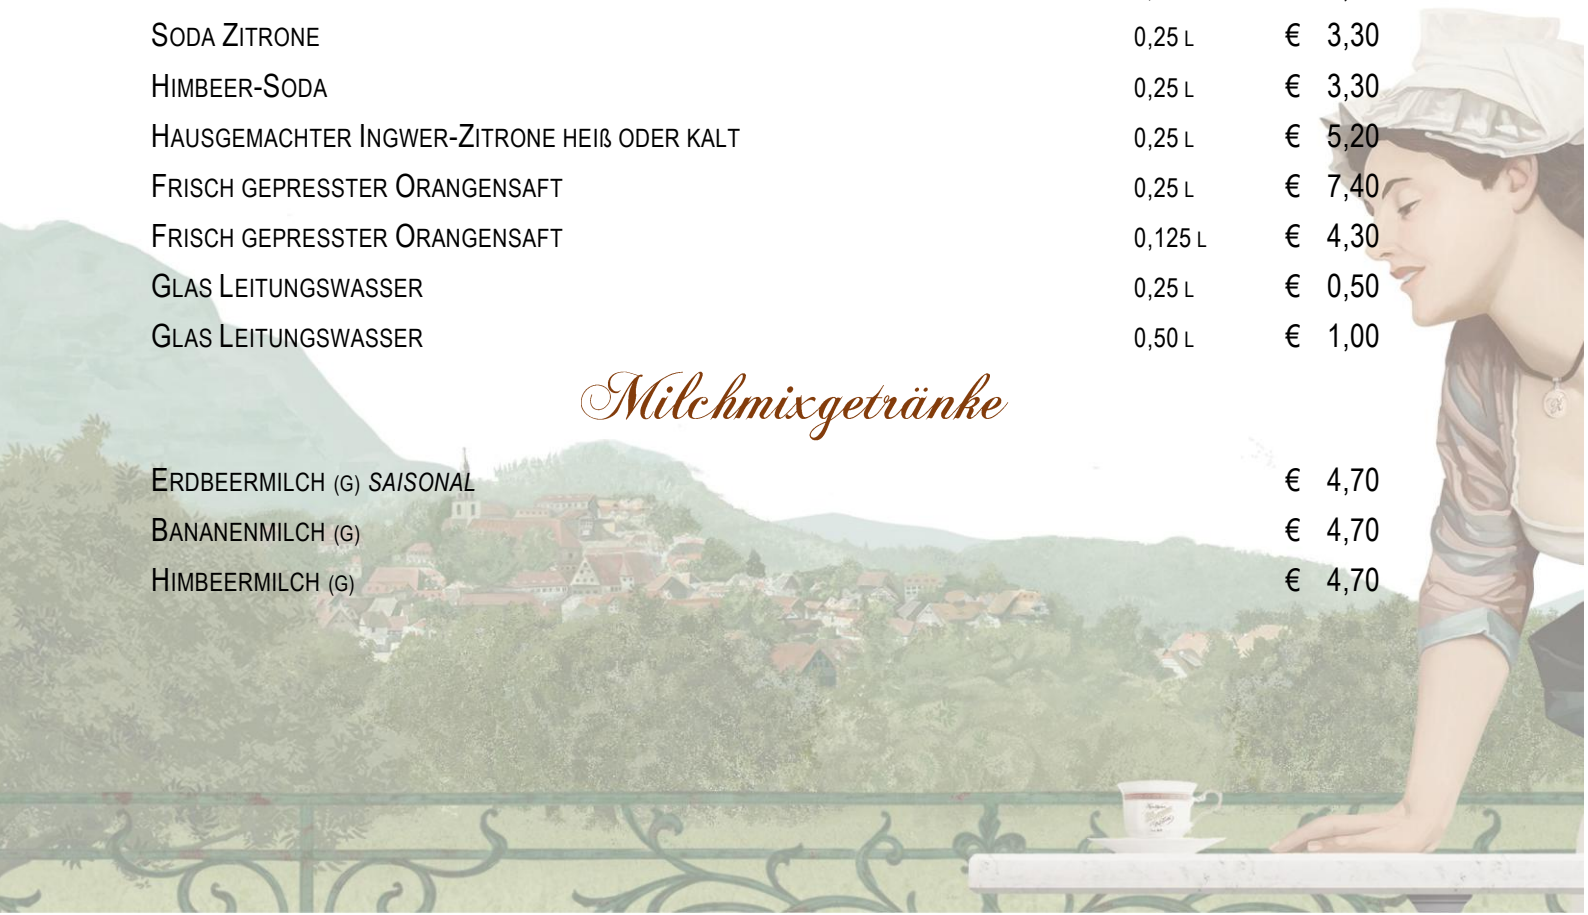 SODA ZITRONE 0,25 L € 3,30
HIMBEER-SODA 0,25 L € 3,30
HAUSGEMACHTER INGWER-ZITRONE HEIß ODER KALT 0,25 L € 5,20
FRISCH GEPRESSTER ORANGENSAFT 0,25 L € 7,40
FRISCH GEPRESSTER ORANGENSAFT 0,125 L € 4,30
GLAS LEITUNGSWASSER 0,25 L € 0,50
GLAS LEITUNGSWASSER 0,50 L € 1,00
Milchmixgetränke
ERDBEERMILCH (G) SAISONAL € 4,70
BANANENMILCH (G) € 4,70
HIMBEERMILCH (G) € 4,70